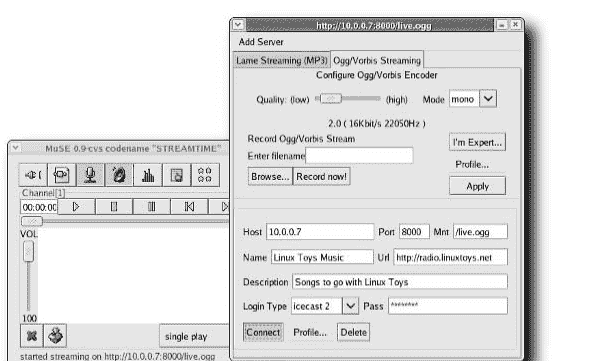 http://10.0.0.7:8000/live.ogg
Add Server
Lame Streaming (MP3) Ogg/Vorbis Streaming
Configure Ogg/Vorbis Encoder
Quality: (low) (high) Mode mono
2.0 ( 16Kbit/s 22050Hz )
Record Ogg/Vorbis Stream
I'm Expert...
Enter filename
Profile...
Browse... Record now!
Apply
Host 10.0.0.7 Port 8000 Mnt /live.ogg
Name Linux Toys Music Url http://radio.linuxtoys.net
Description Songs to go with Linux Toys
Login Type icecast 2 Pass ********
Connect Profile... Delete
MuSE 0.9-cvs codename "STREAMTIME"
Channel[1]
00:00:00
VOL
100
single play
started streaming on http://10.0.0.7:8000/live.ogg